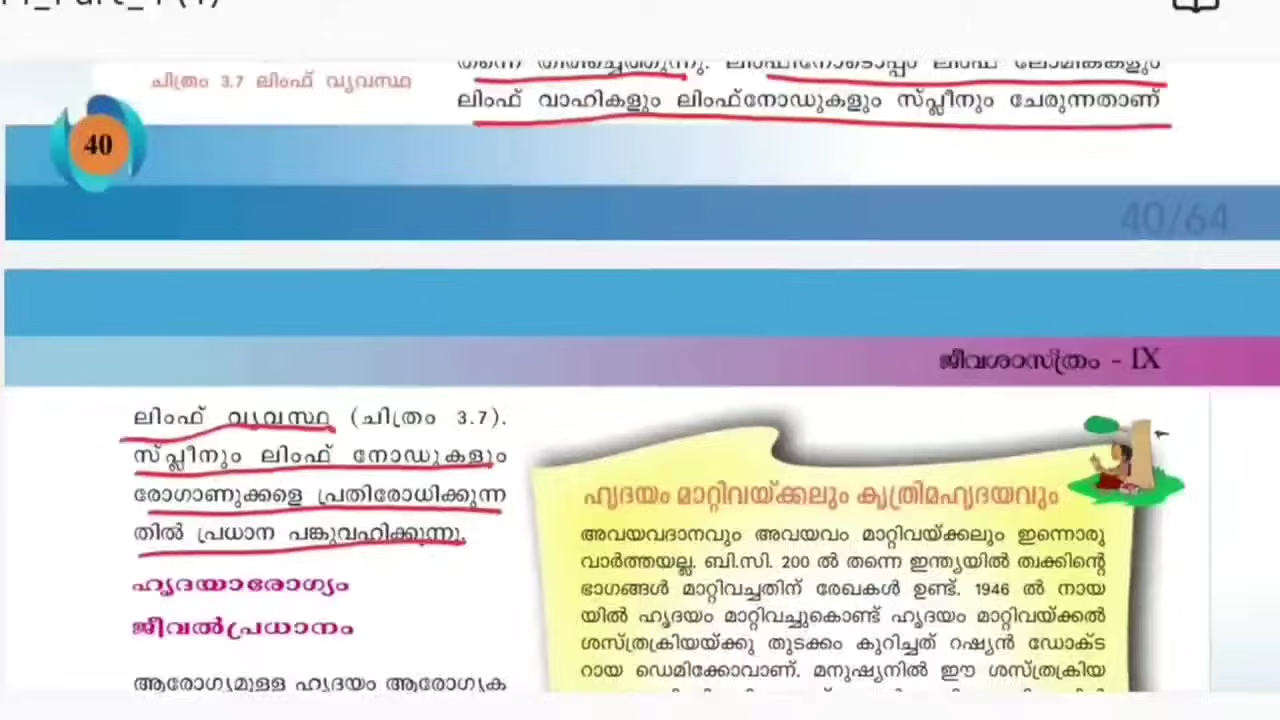 ചിത്രം 3.7 ലിംഫ് വ്യവസ്ഥ
തന്നെ തിരിച്ചെത്തുന്നു. ലിംഫിനോടൊപ്പം ലിംഫ് ലോമികകളും
ലിംഫ് വാഹികളും ലിംഫ്നോഡുകളും സ്പ്ലീനും ചേരുന്നതാണ്
40
40/64
ജീവശാസ്ത്രം - IX
ലിംഫ് വ്യവസ്ഥ (ചിത്രം 3.7).
സ്പ്ലീനും ലിംഫ് നോഡുകളും
രോഗാണുക്കളെ പ്രതിരോധിക്കുന്ന
തിൽ പ്രധാന പങ്കുവഹിക്കുന്നു.
ഹൃദയാരോഗ്യം
ജീവൽപ്രധാനം
ആരോഗ്യമുള്ള ഹൃദയം ആരോഗ്യക
ഹൃദയം മാറ്റിവയ്ക്കലും കൃത്രിമഹൃദയവും
അവയവദാനവും അവയവം മാറ്റിവയ്ക്കലും ഇന്നൊരു
വാർത്തയല്ല. ബി.സി. 200 ൽ തന്നെ ഇന്ത്യയിൽ ത്വക്കിന്റെ
ഭാഗങ്ങൾ മാറ്റിവച്ചതിന് രേഖകൾ ഉണ്ട്. 1946 ൽ നായ
യിൽ ഹൃദയം മാറ്റിവച്ചുകൊണ്ട് ഹൃദയം മാറ്റിവയ്ക്കൽ
ശസ്ത്രക്രിയയ്ക്കു തുടക്കം കുറിച്ചത് റഷ്യൻ ഡോക്ട
റായ ഡെമിക്കോവാണ്. മനുഷ്യനിൽ ഈ ശസ്ത്രക്രിയ